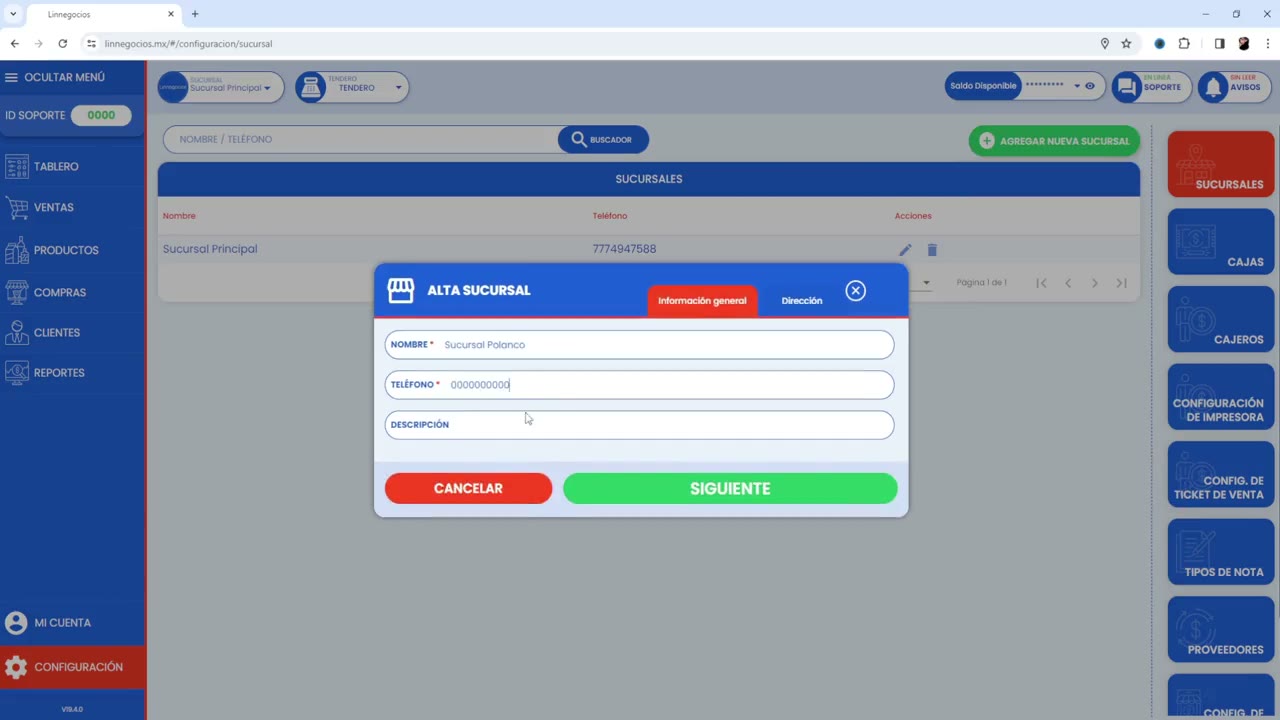 Linnegocios
linnegocios.mx/#/configuracion/sucursal
OCULTAR MENÚ
ID SOPORTE 0000
TABLERO
VENTAS
PRODUCTOS
COMPRAS
CLIENTES
REPORTES
MI CUENTA
CONFIGURACIÓN
V19.4.0
SUCURSAL
Sucursal Principal
TENDERO
TENDERO
Saldo Disponible *********
EN LÍNEA
SOPORTE
SIN LEER
AVISOS
NOMBRE / TELÉFONO
BUSCADOR
AGREGAR NUEVA SUCURSAL
SUCURSALES
Nombre Teléfono Acciones
Sucursal Principal 7774947588
Página 1 de 1
ALTA SUCURSAL
Información general Dirección
NOMBRE * Sucursal Polanco
TELÉFONO * 0000000000
DESCRIPCIÓN
CANCELAR SIGUIENTE
SUCURSALES
CAJAS
CAJEROS
CONFIGURACIÓN
DE IMPRESORA
CONFIG. DE
TICKET DE VENTA
TIPOS DE NOTA
PROVEEDORES
CONFIG. DE